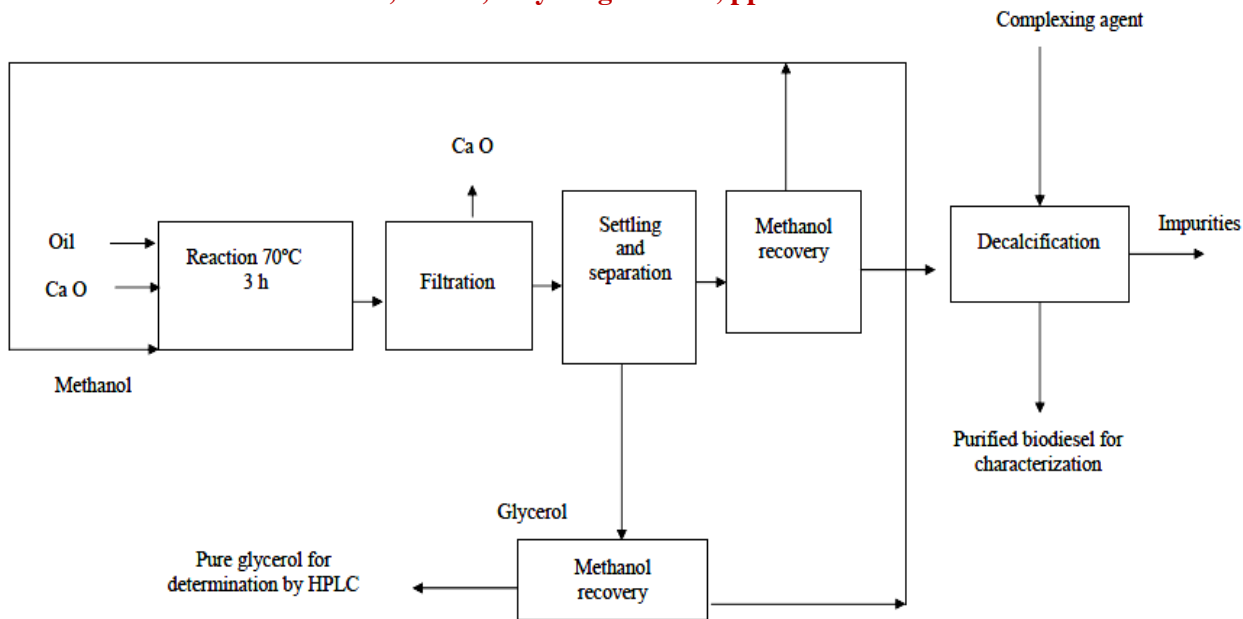 Complexing agent
Ca O
Oil
Ca O
Reaction 70°C
3 h
Filtration
Settling
and
separation
Methanol
recovery
Decalcification
Impurities
Methanol
Purified biodiesel for
characterization
Glycerol
Pure glycerol for
determination by HPLC
Methanol
recovery